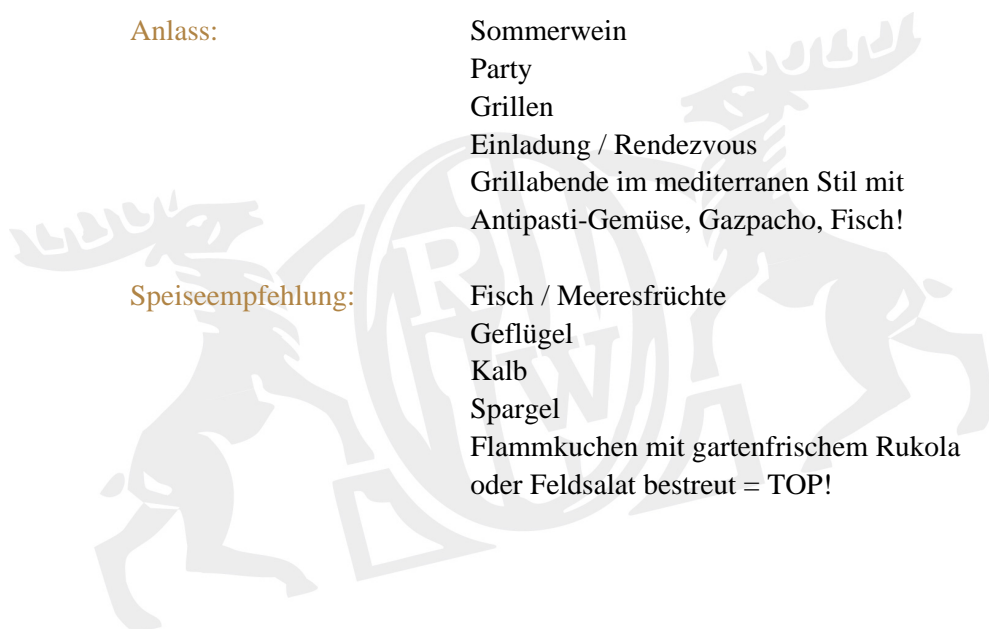 Anlass: Sommerwein
Party
Grillen
Einladung / Rendezvous
Grillabende im mediterranen Stil mit
Antipasti-Gemüse, Gazpacho, Fisch!
Speiseempfehlung: Fisch / Meeresfrüchte
Geflügel
Kalb
Spargel
Flammkuchen mit gartenfrischem Rukola
oder Feldsalat bestreut = TOP!
R
W